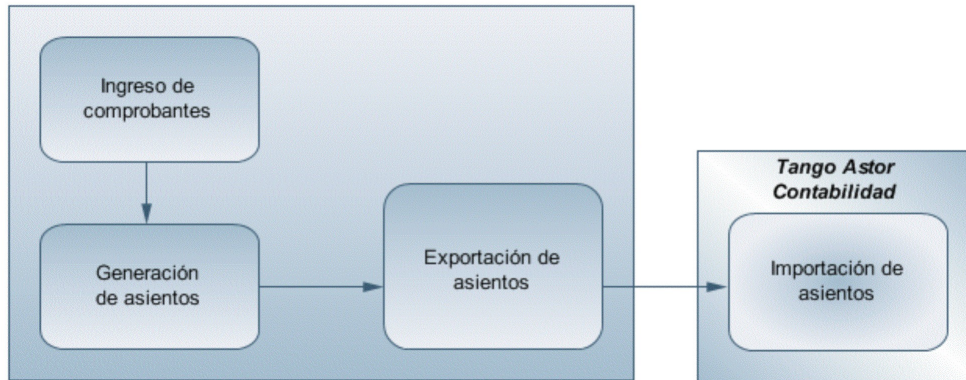 Ingreso de
comprobantes
Generación
de asientos
Exportación de
asientos
Tango Astor
Contabilidad
Importación de
asientos